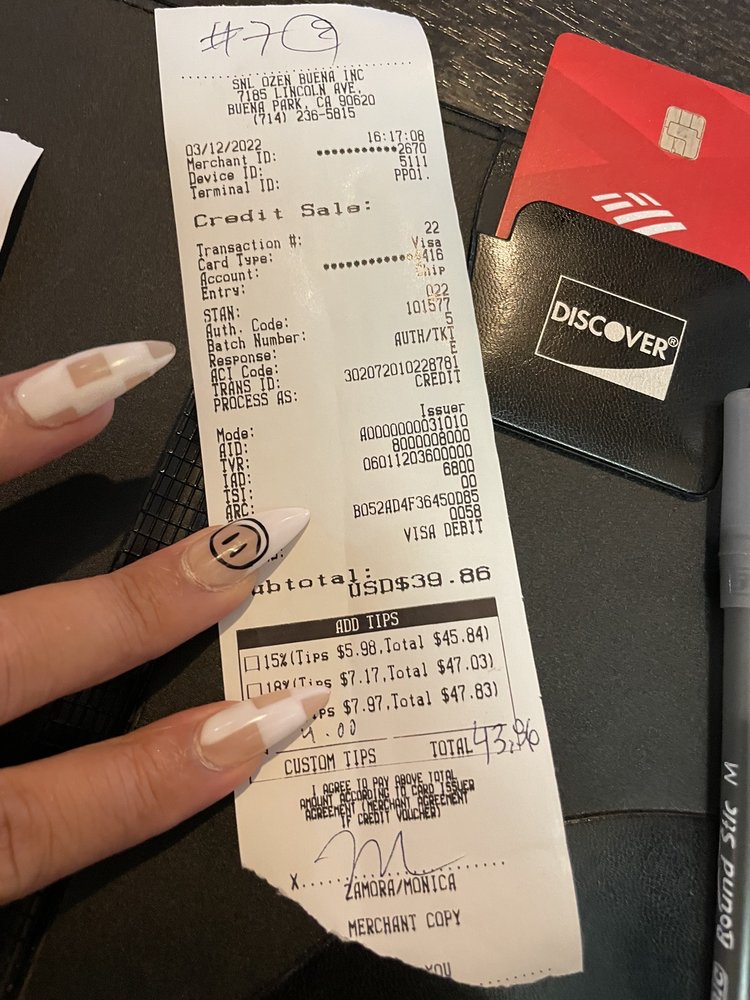 #70
SNL OZEN BUENA INC
7185 LINCOLN AVE,
BUENA PARK, CA 90620
(714) 236-5815
03/12/2022 16:17:08
Merchant ID: **********2670
Device ID: 5111
Terminal ID: PP01.
Credit Sale:
Transaction #: 22
Card Type: Visa
Account: 416
Entry: Chip
STAN: 022
Auth. Code: 101577
Batch Number: 5
Response: AUTH/TKT
ACI Code: E
TRANS ID: 302072010228781
PROCESS AS: CREDIT
Mode: Issuer
AID: A0000000031010
TVR: 8000008000
IAD: 06011203600000
TSI: 6800
ARC: 00
B052AD4F36450D85
0058
VISA DEBIT
ubtotal: USD$39.86
ADD TIPS
15%(Tips $5.98,Total $45.84)
18%(Tips $7.17,Total $47.03)
ps $7.97,Total $47.83)
4.00
CUSTOM TIPS TOTAL 43.86
I AGREE TO PAY ABOVE TOTAL
AMOUNT ACCORDING TO CARD ISSUER
AGREEMENT (MERCHANT AGREEMENT
IF CREDIT VOUCHER)
X
ZAMORA/MONICA
MERCHANT COPY
YOU
DISCOVER®
Round Stic M